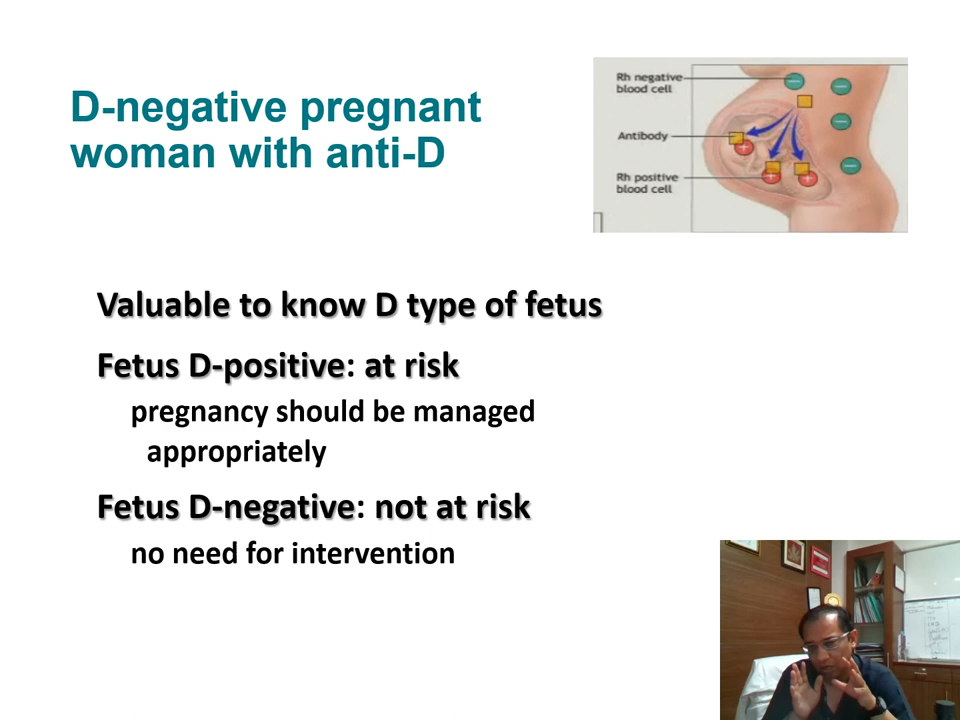 D-negative pregnant
woman with anti-D
Rh negative
blood cell
Antibody
Rh positive
blood cell
Valuable to know D type of fetus
Fetus D-positive: at risk
pregnancy should be managed
appropriately
Fetus D-negative: not at risk
no need for intervention